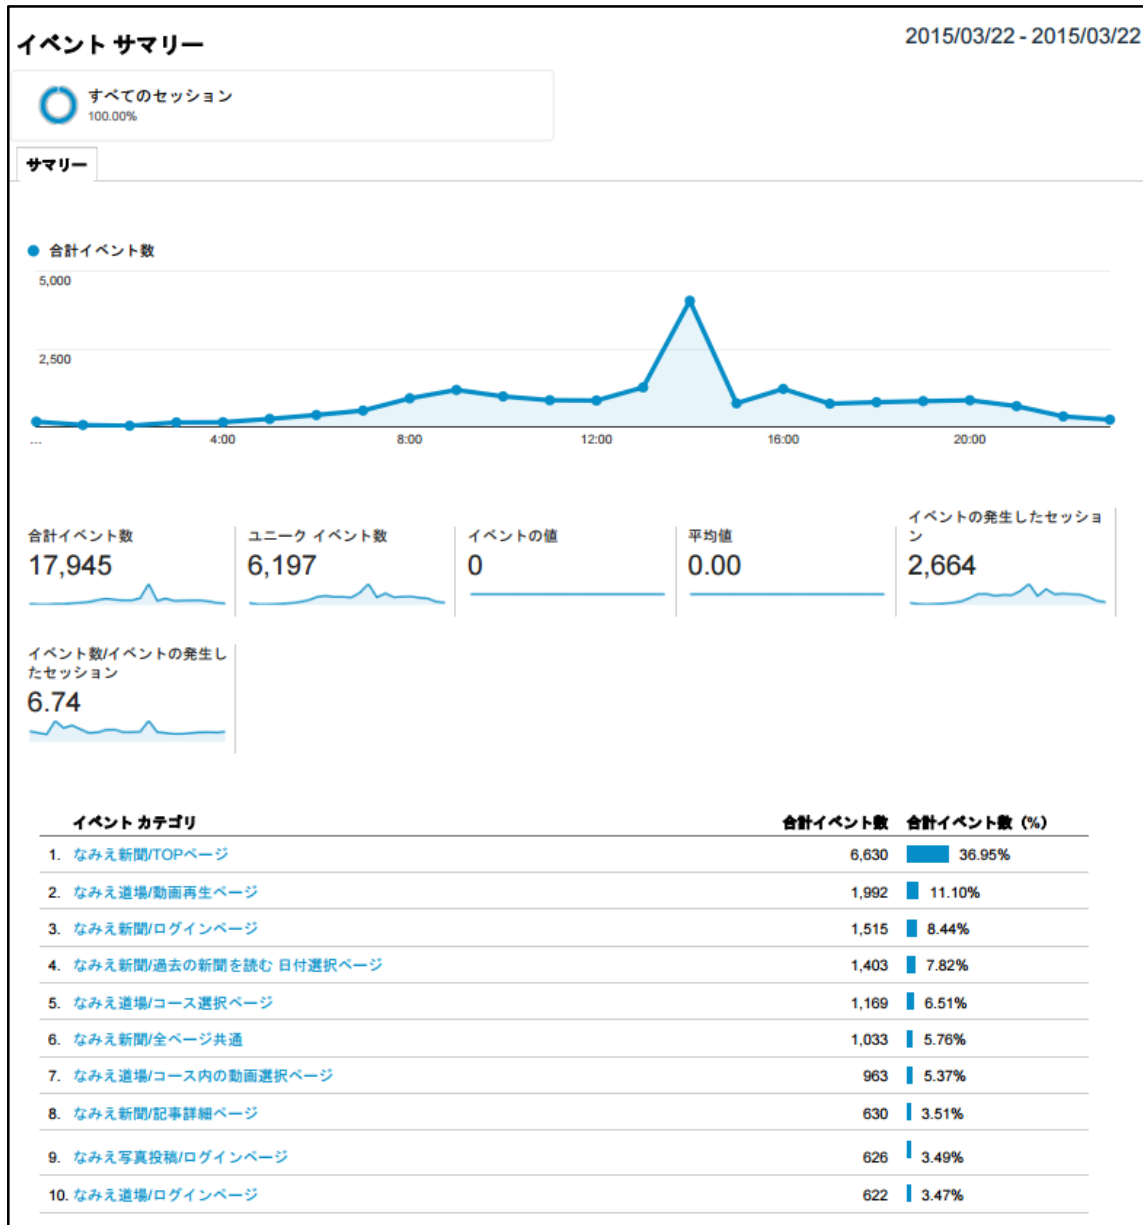 イベント サマリー
2015/03/22 - 2015/03/22
すべてのセッション
100.00%
サマリー
合計イベント数
5,000
2,500
... 4:00 8:00 12:00 16:00 20:00
合計イベント数
17,945
ユニーク イベント数
6,197
イベントの値
0
平均値
0.00
イベントの発生したセッショ
ン
2,664
イベント数/イベントの発生し
たセッション
6.74
イベント カテゴリ 合計イベント数 合計イベント数 (%)
1. なみえ新聞/TOPページ 6,630 36.95%
2. なみえ道場/動画再生ページ 1,992 11.10%
3. なみえ新聞/ログインページ 1,515 8.44%
4. なみえ新聞/過去の新聞を読む 日付選択ページ 1,403 7.82%
5. なみえ道場/コース選択ページ 1,169 6.51%
6. なみえ新聞/全ページ共通 1,033 5.76%
7. なみえ道場/コース内の動画選択ページ 963 5.37%
8. なみえ新聞/記事詳細ページ 630 3.51%
9. なみえ写真投稿/ログインページ 626 3.49%
10. なみえ道場/ログインページ 622 3.47%